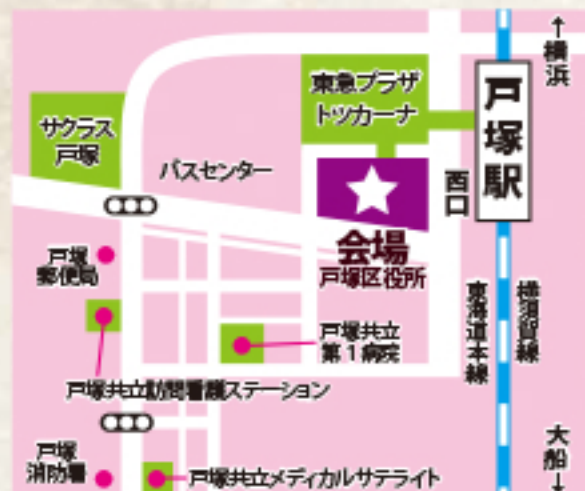 ↑横浜
東急プラザ
トツカーナ
戸塚駅
サクラス
戸塚
バスセンター
西口
会場
戸塚区役所
戸塚
郵便局
東海道本線
横須賀線
戸塚共立
第1病院
戸塚共立訪問看護ステーション
戸塚
消防署
戸塚共立メディカルサテライト
大船↓